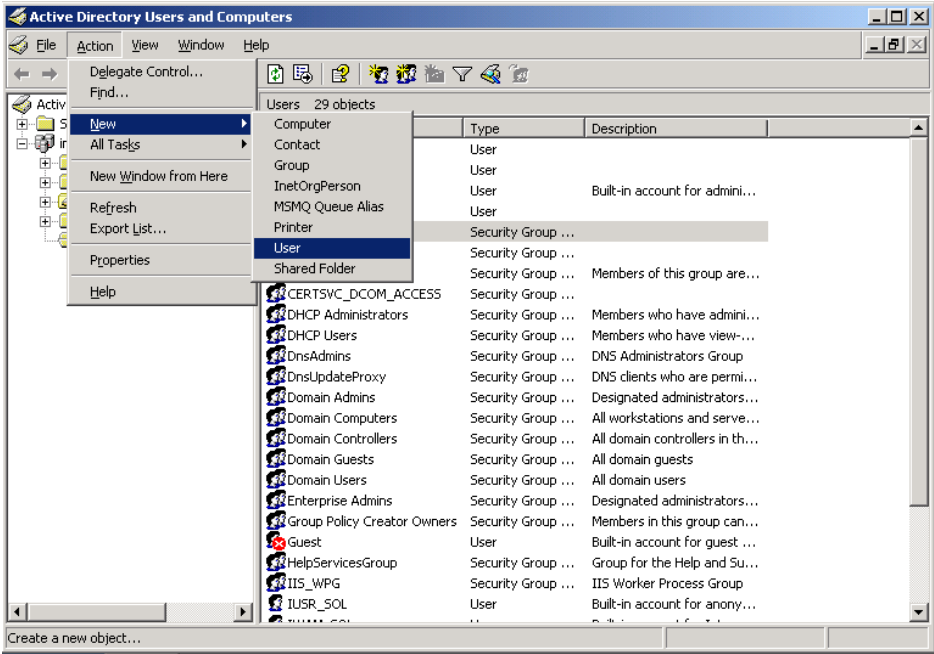 Active Directory Users and Computers
File Action View Window Help
Delegate Control...
Find...
New
All Tasks
New Window from Here
Refresh
Export List...
Properties
Help
Computer
Contact
Group
InetOrgPerson
MSMQ Queue Alias
Printer
User
Shared Folder
Activ
S
Users 29 objects
Type Description
User
User
User Built-in account for admini...
User
Security Group ...
Security Group ...
Security Group ... Members of this group are...
CERTSVC_DCOM_ACCESS Security Group ...
DHCP Administrators Security Group ... Members who have admini...
DHCP Users Security Group ... Members who have view-...
DnsAdmins Security Group ... DNS Administrators Group
DnsUpdateProxy Security Group ... DNS clients who are permi...
Domain Admins Security Group ... Designated administrators...
Domain Computers Security Group ... All workstations and serve...
Domain Controllers Security Group ... All domain controllers in th...
Domain Guests Security Group ... All domain guests
Domain Users Security Group ... All domain users
Enterprise Admins Security Group ... Designated administrators...
Group Policy Creator Owners Security Group ... Members in this group can...
Guest User Built-in account for guest ...
HelpServicesGroup Security Group ... Group for the Help and Su...
IIS_WPG Security Group ... IIS Worker Process Group
IUSR_SOL User Built-in account for anony...
Create a new object...